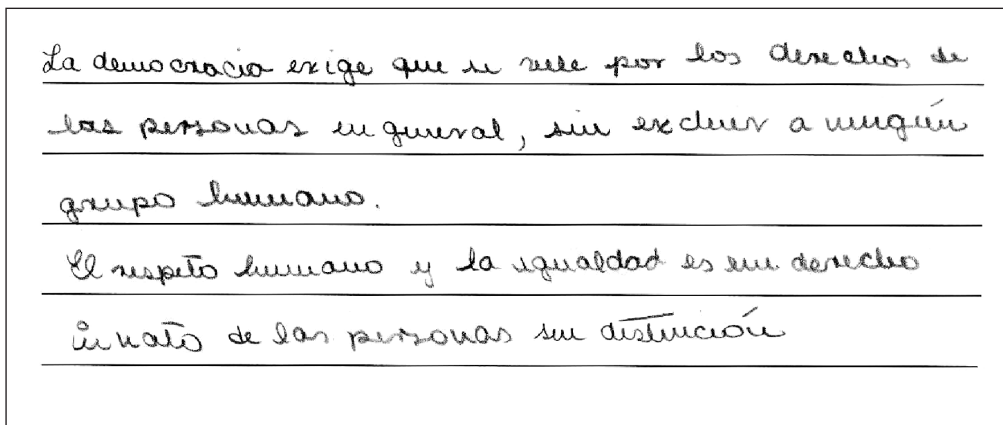 La democracia exige que se vele por los derechos de
las personas en general, sin excluir a ningún
grupo humano.
El respeto humano y la igualdad es un derecho
innato de las personas sin distinción